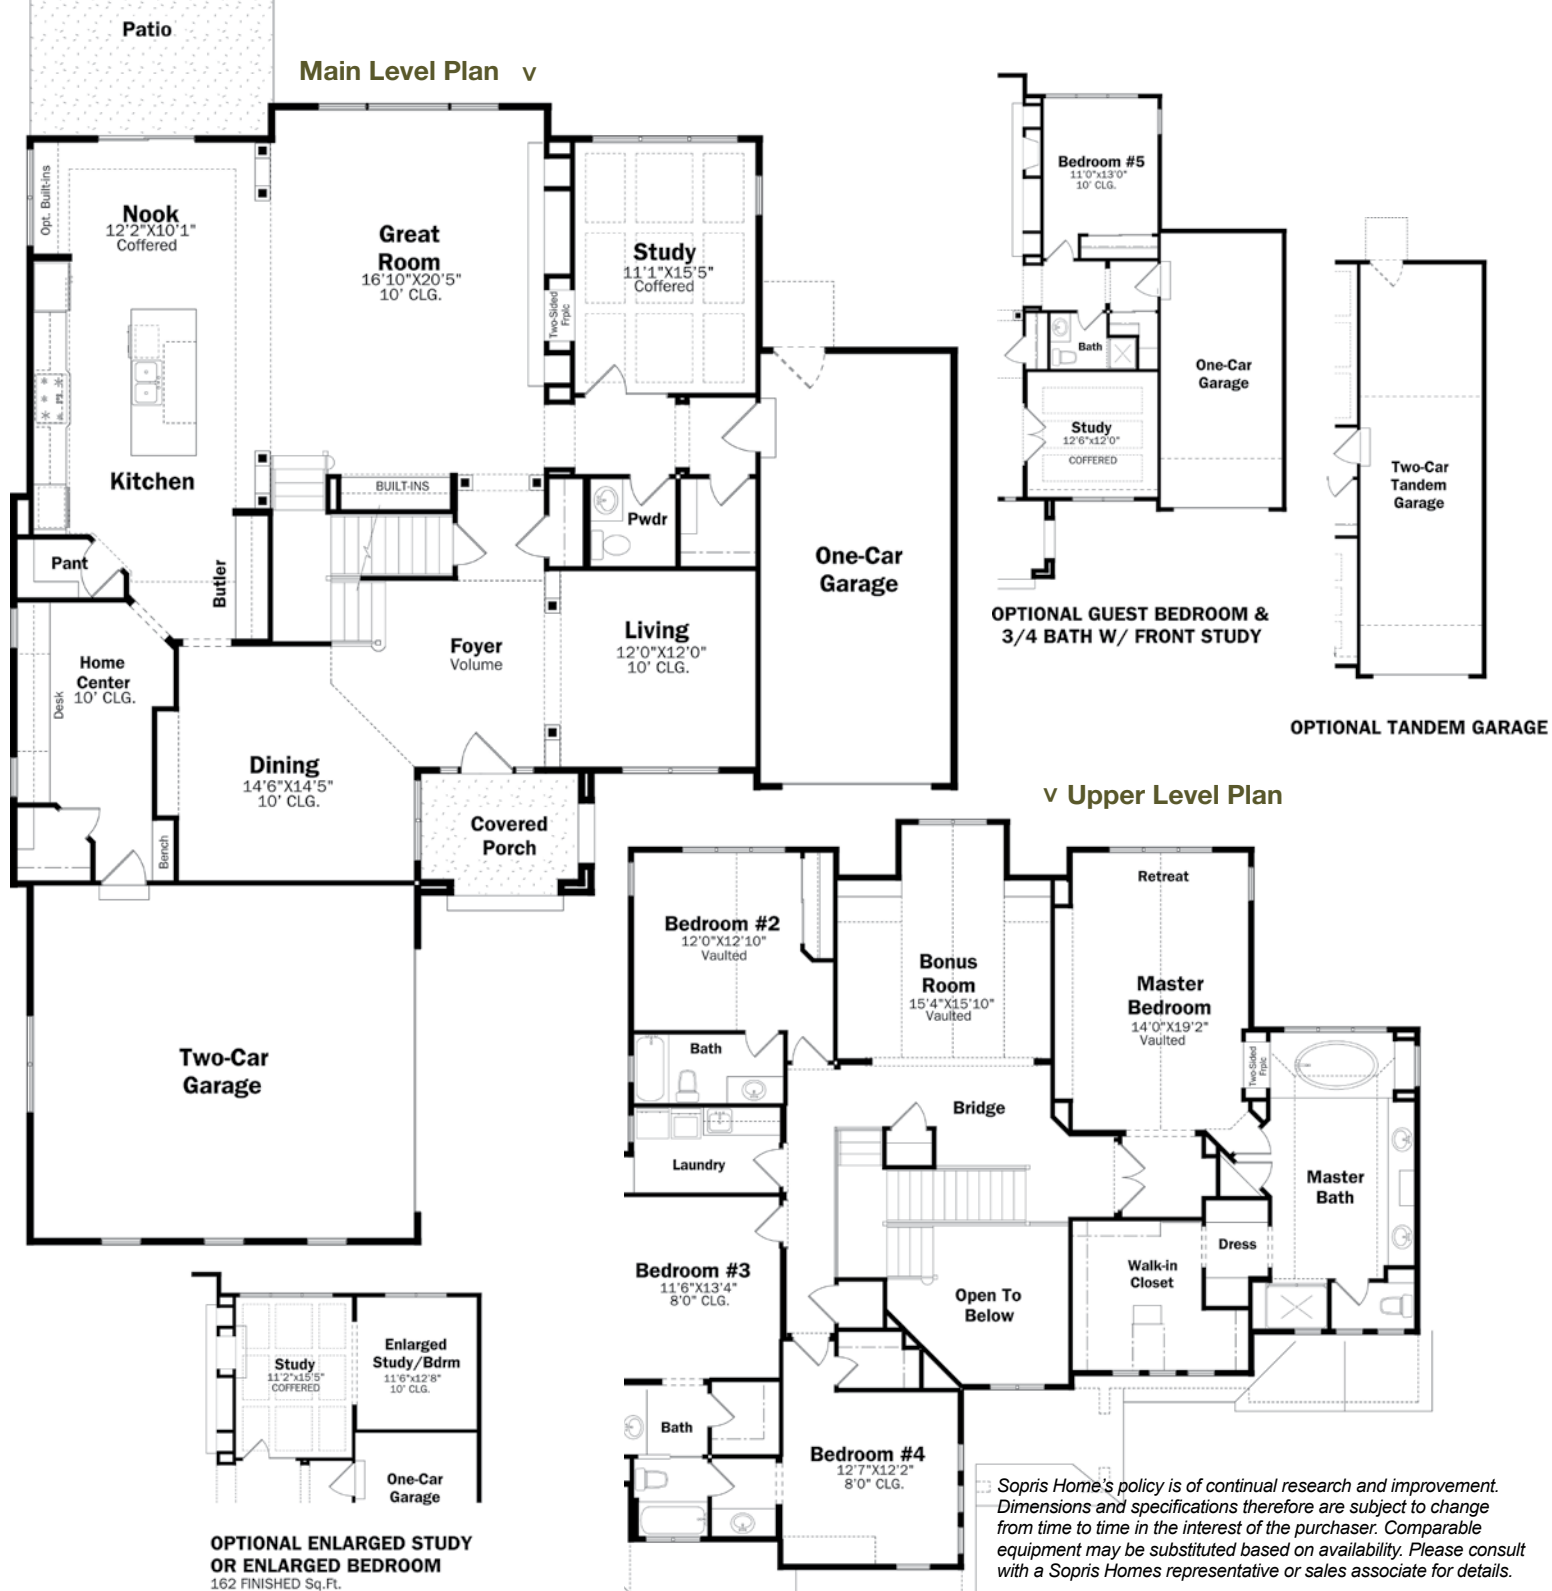 Patio
Main Level Plan v
Opt. Built-ins
Nook
12'2"X10'1"
Coffered
Great
Room
16'10"X20'5"
10' CLG.
Study
11'1"X15'5"
Coffered
Two-Sided
Frplc
Kitchen
BUILT-INS
Pwdr
Pant
Butler
One-Car
Garage
Foyer
Volume
Living
12'0"X12'0"
10' CLG.
Home
Center
10' CLG.
Desk
Dining
14'6"X14'5"
10' CLG.
Bench
Covered
Porch
Two-Car
Garage
Bedroom #5
11'0"x13'0"
10' CLG.
Bath
One-Car
Garage
Study
12'6"x12'0"
COFFERED
OPTIONAL GUEST BEDROOM &
3/4 BATH W/ FRONT STUDY
Two-Car
Tandem
Garage
OPTIONAL TANDEM GARAGE
v Upper Level Plan
Bedroom #2
12'0"X12'10"
Vaulted
Bonus
Room
15'4"X15'10"
Vaulted
Retreat
Master
Bedroom
14'0"X19'2"
Vaulted
Two-Sided
Frplc
Bath
Bridge
Laundry
Master
Bath
Dress
Walk-in
Closet
Bedroom #3
11'6"X13'4"
8'0" CLG.
Open To
Below
Bath
Bedroom #4
12'7"X12'2"
8'0" CLG.
Study
11'2"x15'5"
COFFERED
Enlarged
Study/Bdrm
11'6"x12'8"
10' CLG.
One-Car
Garage
OPTIONAL ENLARGED STUDY
OR ENLARGED BEDROOM
162 FINISHED Sq.Ft.
Sopris Home's policy is of continual research and improvement.
Dimensions and specifications therefore are subject to change
from time to time in the interest of the purchaser. Comparable
equipment may be substituted based on availability. Please consult
with a Sopris Homes representative or sales associate for details.